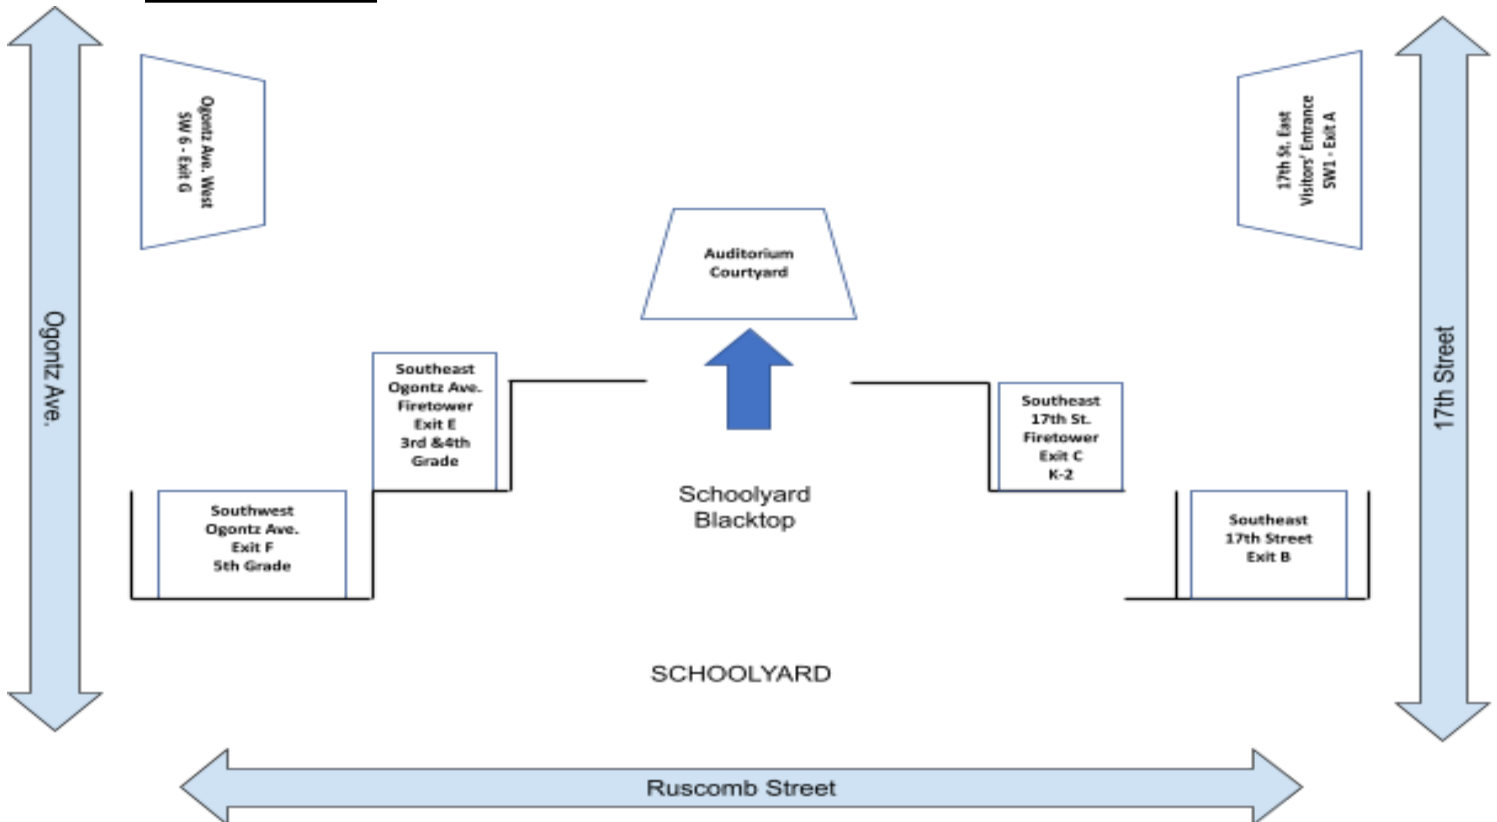 Ogontz Ave. West
SW 6 - Exit G
17th St. East
Visitors' Entrance
SW1 - Exit A
Auditorium
Courtyard
Ogontz Ave.
17th Street
Southeast
Ogontz Ave.
Firetower
Exit E
3rd &4th
Grade
Southeast
17th St.
Firetower
Exit C
K-2
Schoolyard
Blacktop
Southwest
Ogontz Ave.
Exit F
5th Grade
Southeast
17th Street
Exit B
SCHOOLYARD
Ruscomb Street